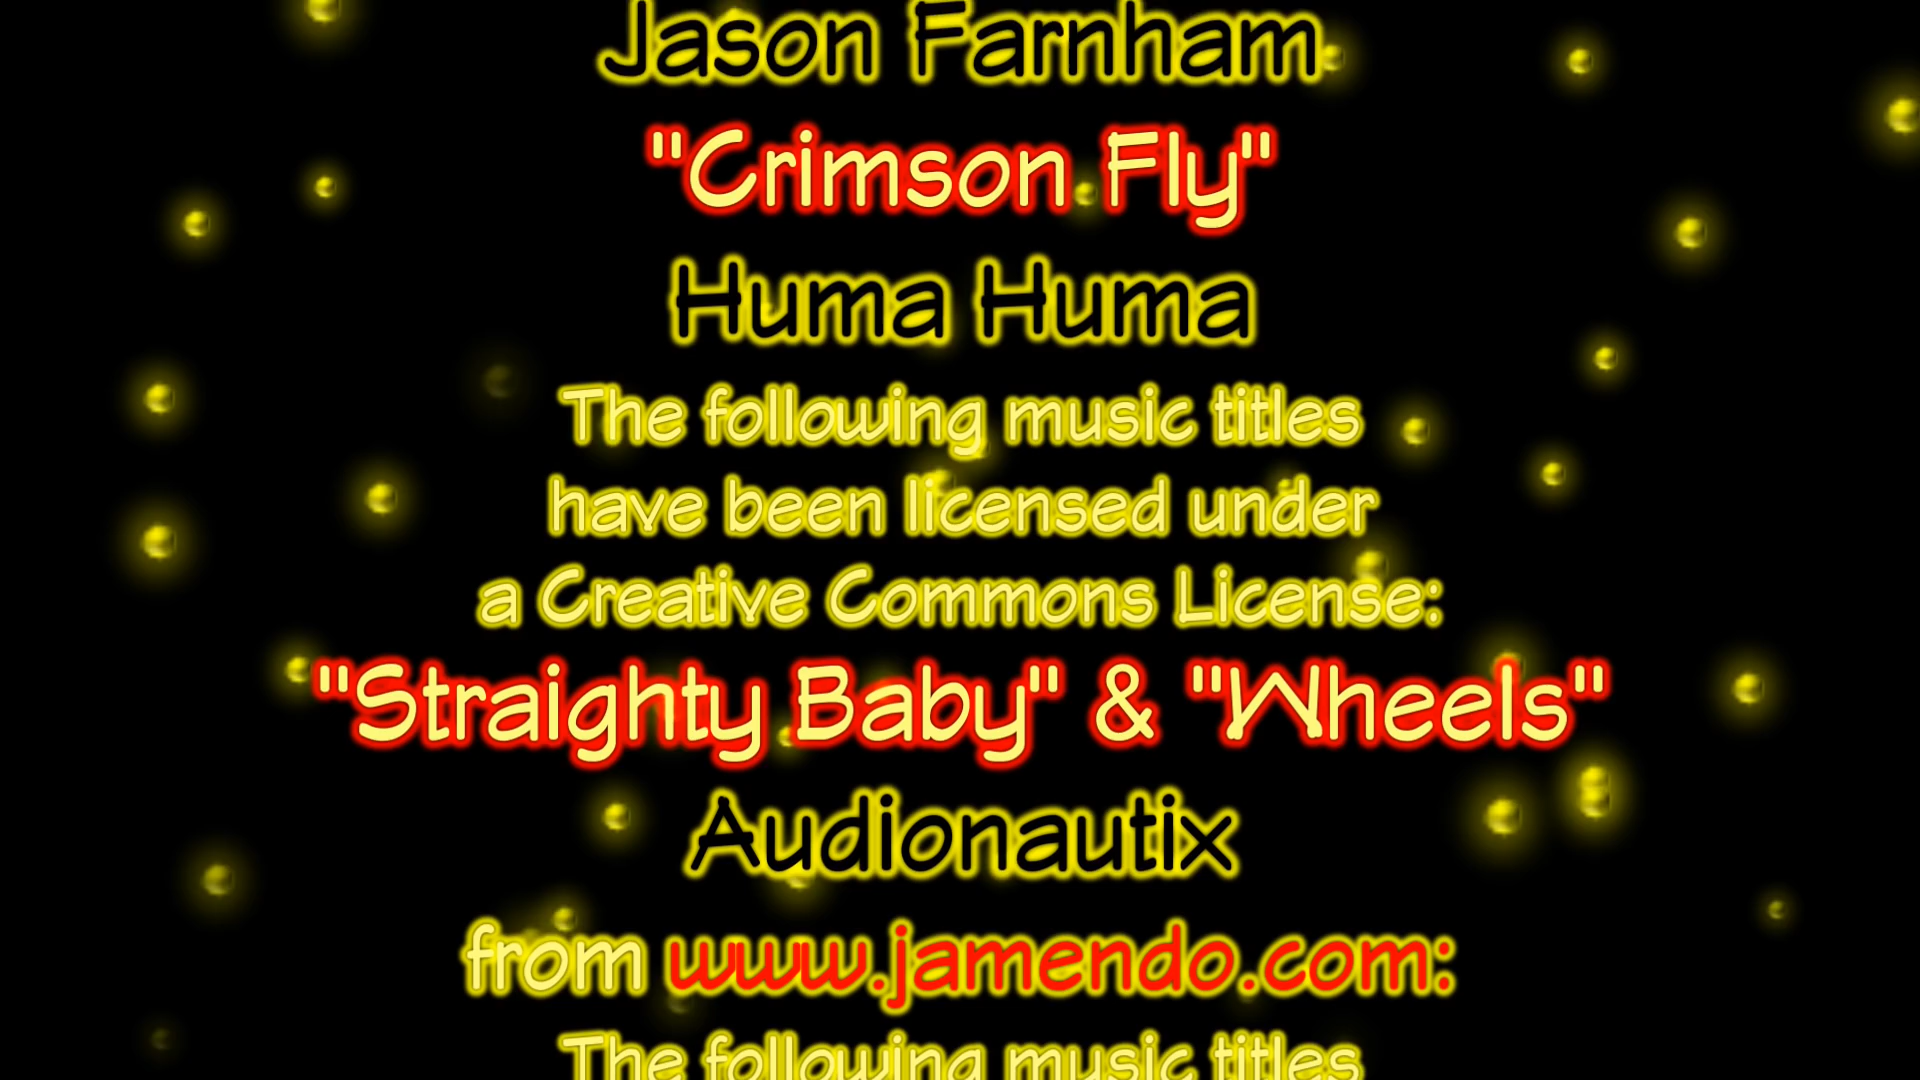 Jason Farnham
"Crimson Fly"
Huma Huma
The following music titles
have been licensed under
a Creative Commons License:
"Straighty Baby" & "Wheels"
Audionautix
from www.jamendo.com:
The following music titles